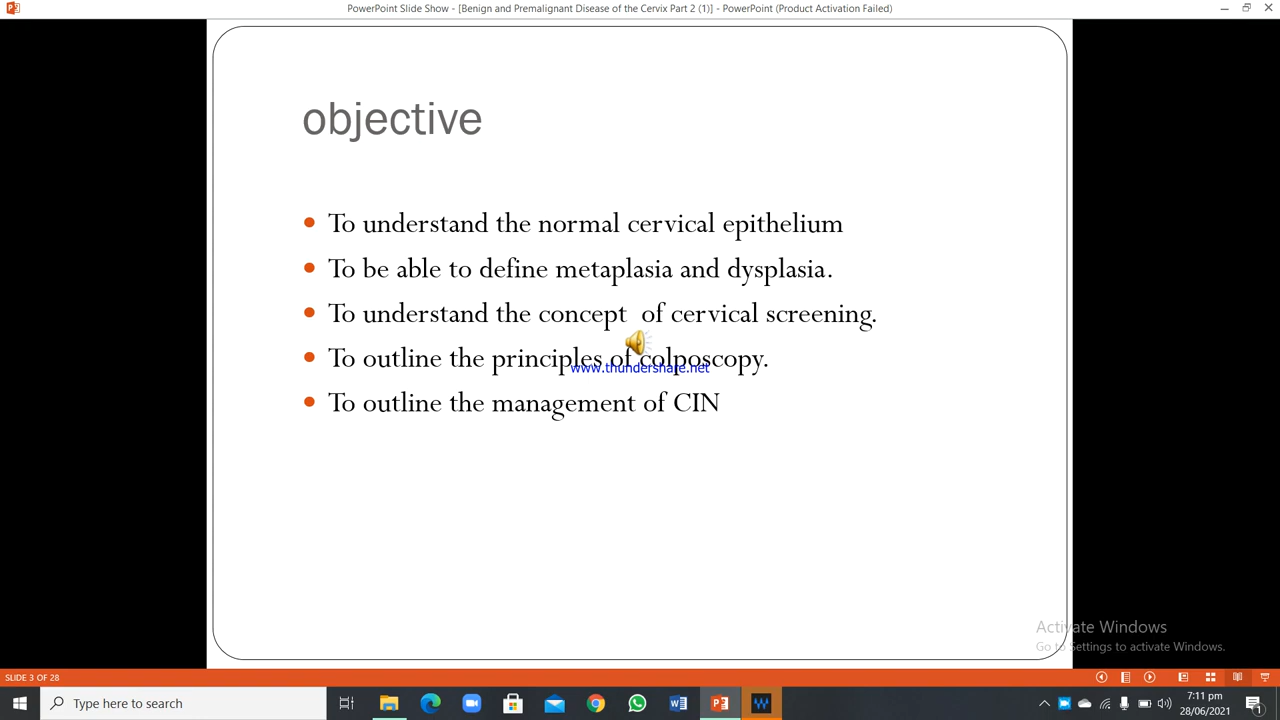 PowerPoint Slide Show - [Benign and Premalignant Disease of the Cervix Part 2 (1)] - PowerPoint (Product Activation Failed)
objective
To understand the normal cervical epithelium
To be able to define metaplasia and dysplasia.
To understand the concept of cervical screening.
To outline the principles of colposcopy.
www.thundershare.net
To outline the management of CIN
Activate Windows
Go to Settings to activate Windows.
SLIDE 3 OF 28
Type here to search
7:11 pm
28/06/2021
1